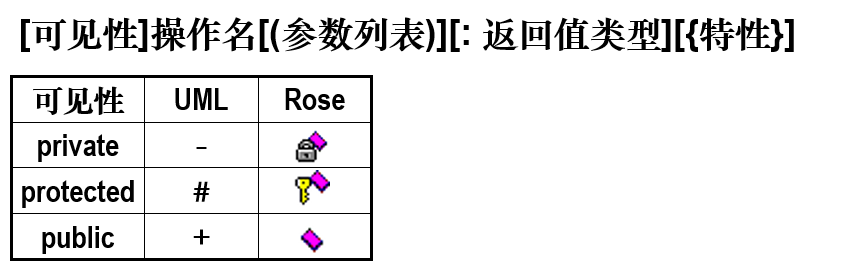 [可见性]操作名[(参数列表)][: 返回值类型][{特性}]
可见性 UML Rose
private -
protected #
public +